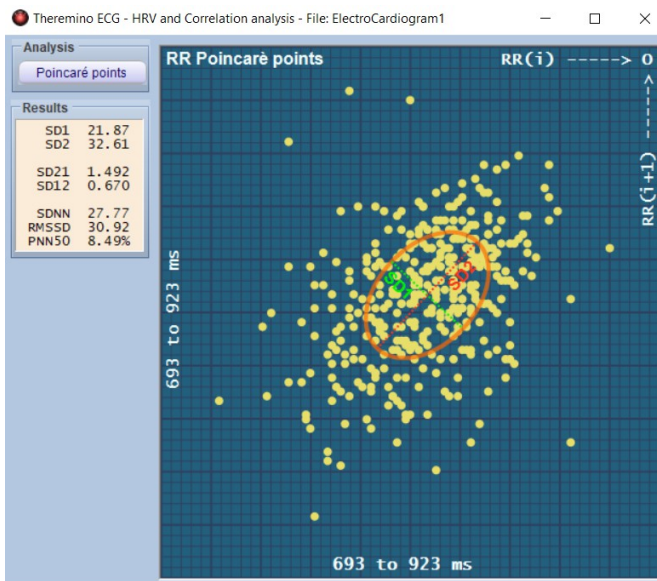 Theremino ECG - HRV and Correlation analysis - File: ElectroCardiogram1
Analysis
Poincaré points
Results
SD1 21.87
SD2 32.61
SD21 1.492
SD12 0.670
SDNN 27.77
RMSSD 30.92
PNN50 8.49%
RR Poincarè points
RR(i) -----> O
RR(i+1) ----->
693 to 923 ms
SD1
SD2
693 to 923 ms